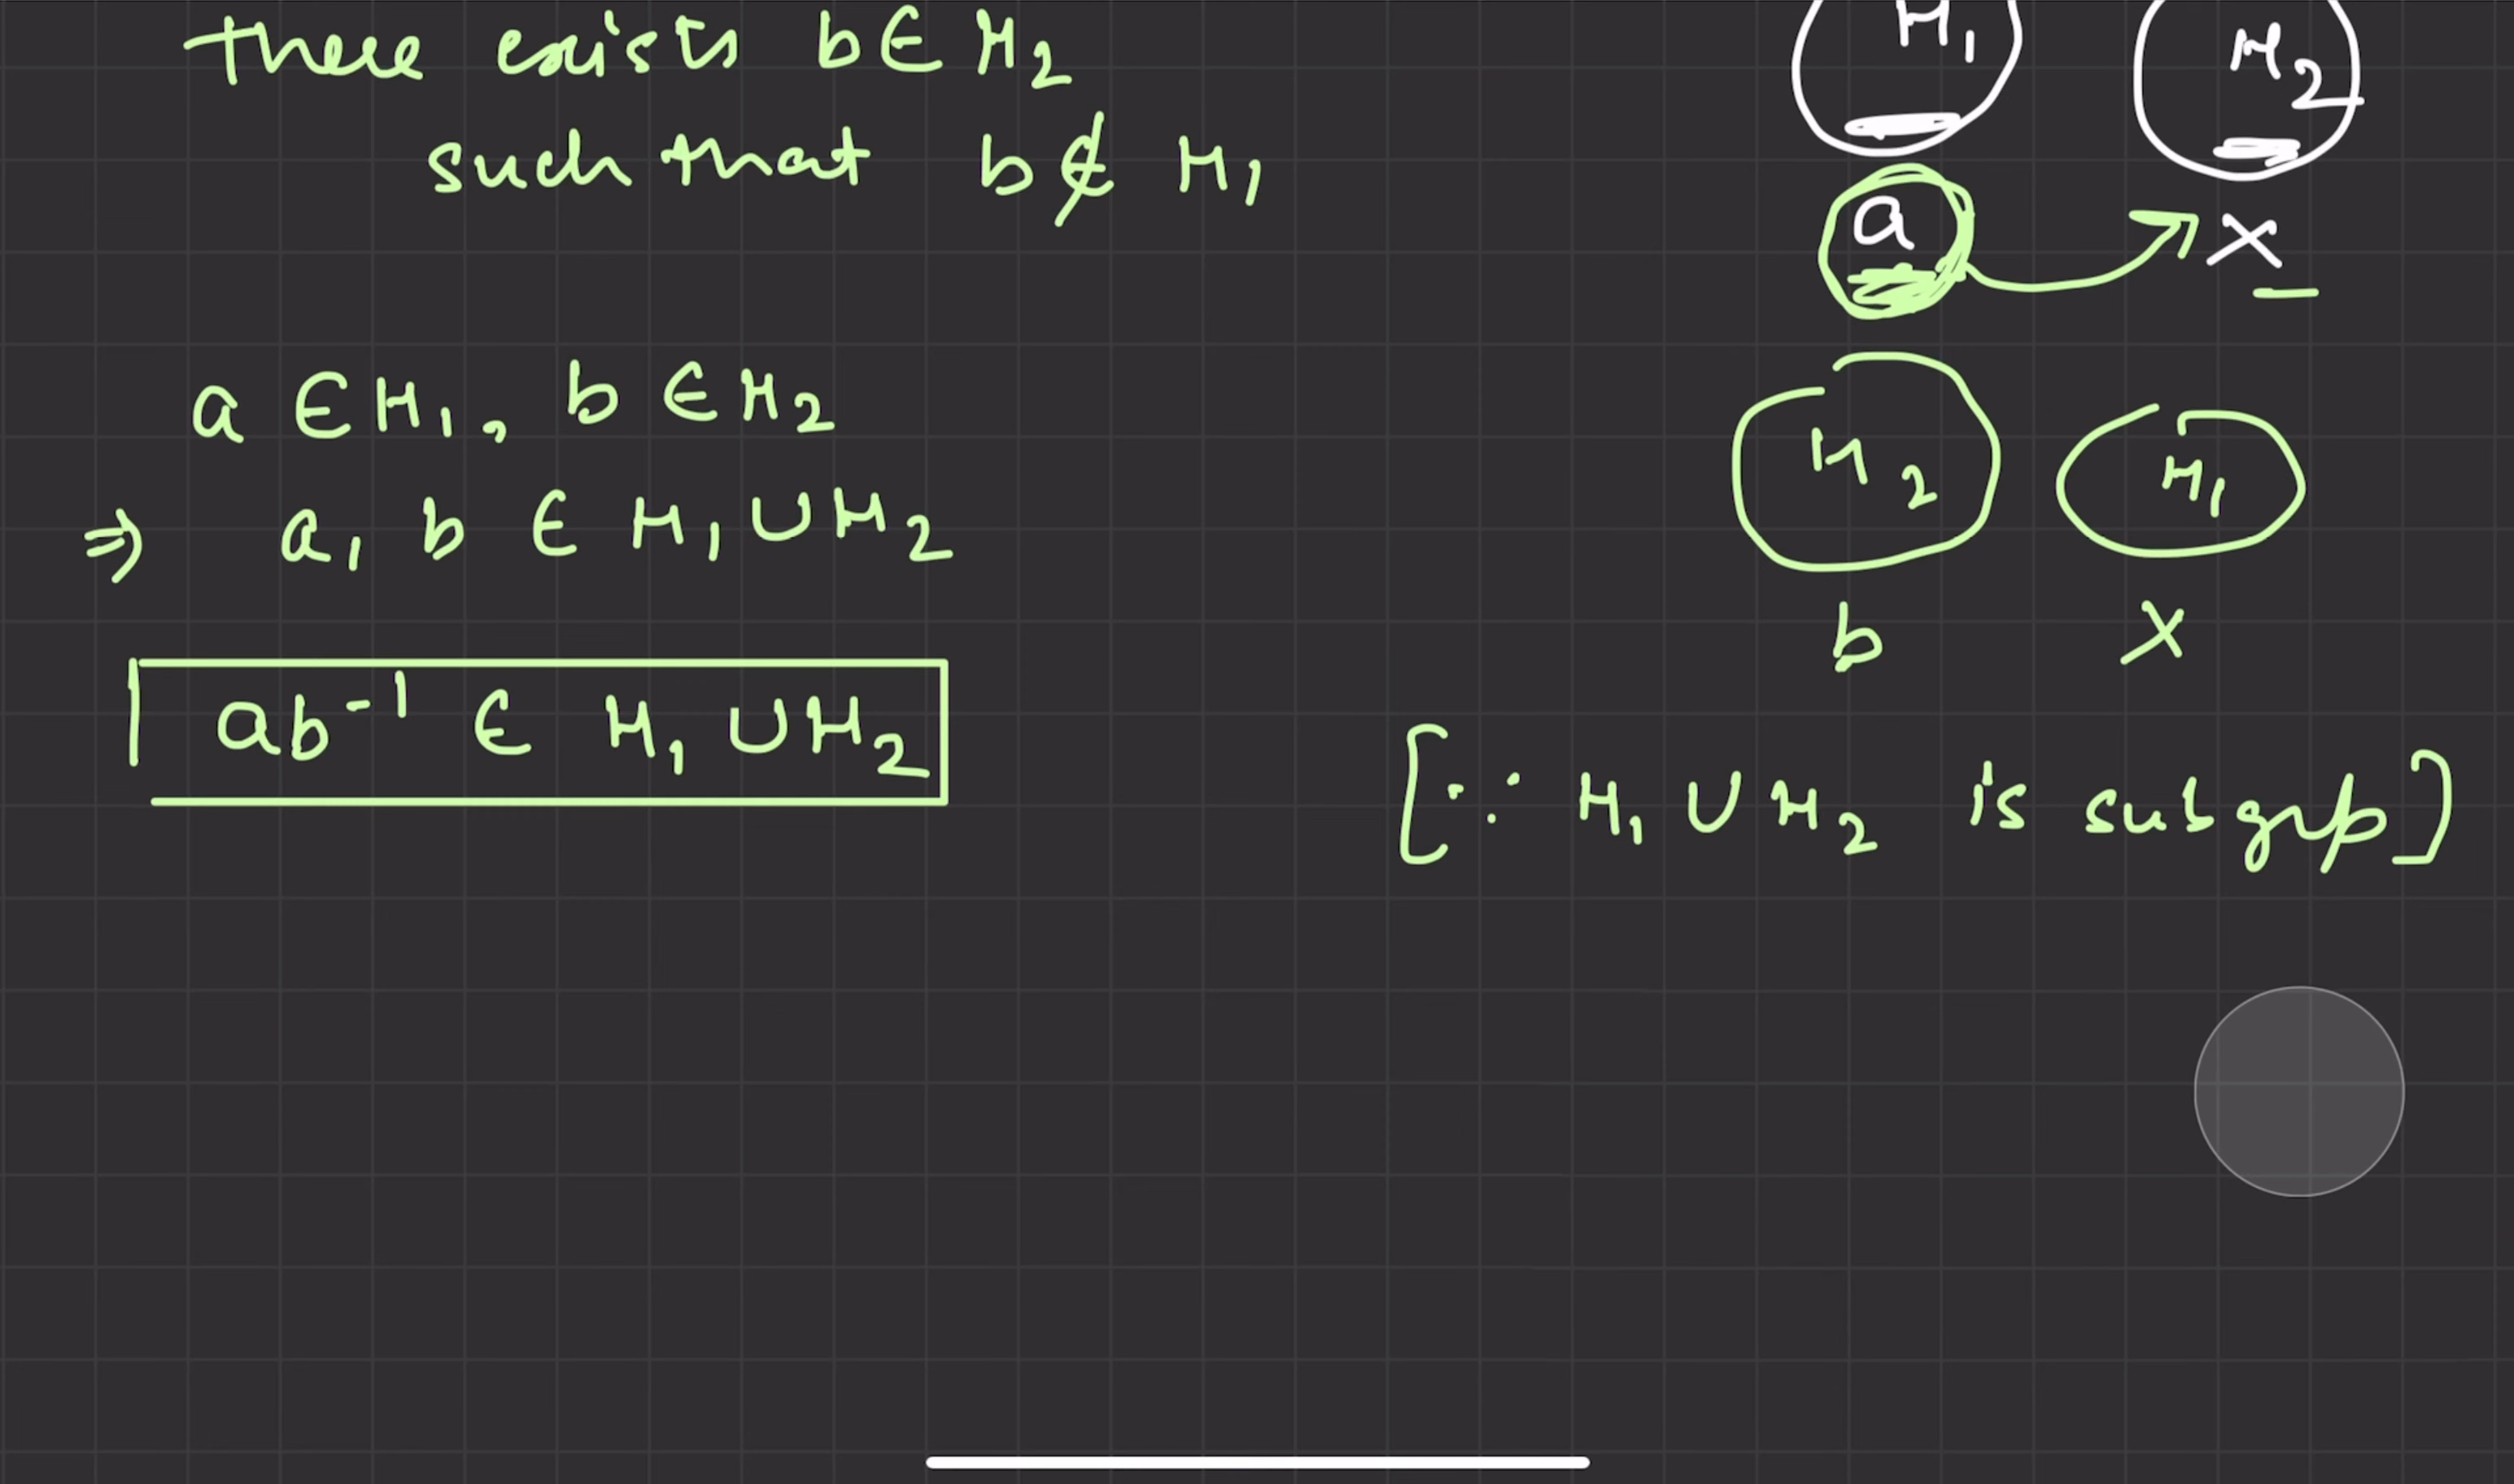 there exists b ∈ H₂
such that b ∉ H₁
H₁ H₂
a x
a ∈ H₁, b ∈ H₂
⇒ a, b ∈ H₁ ∪ H₂
H₂ H₁
b x
ab⁻¹ ∈ H₁ ∪ H₂
[∵ H₁ ∪ H₂ is subgrp]